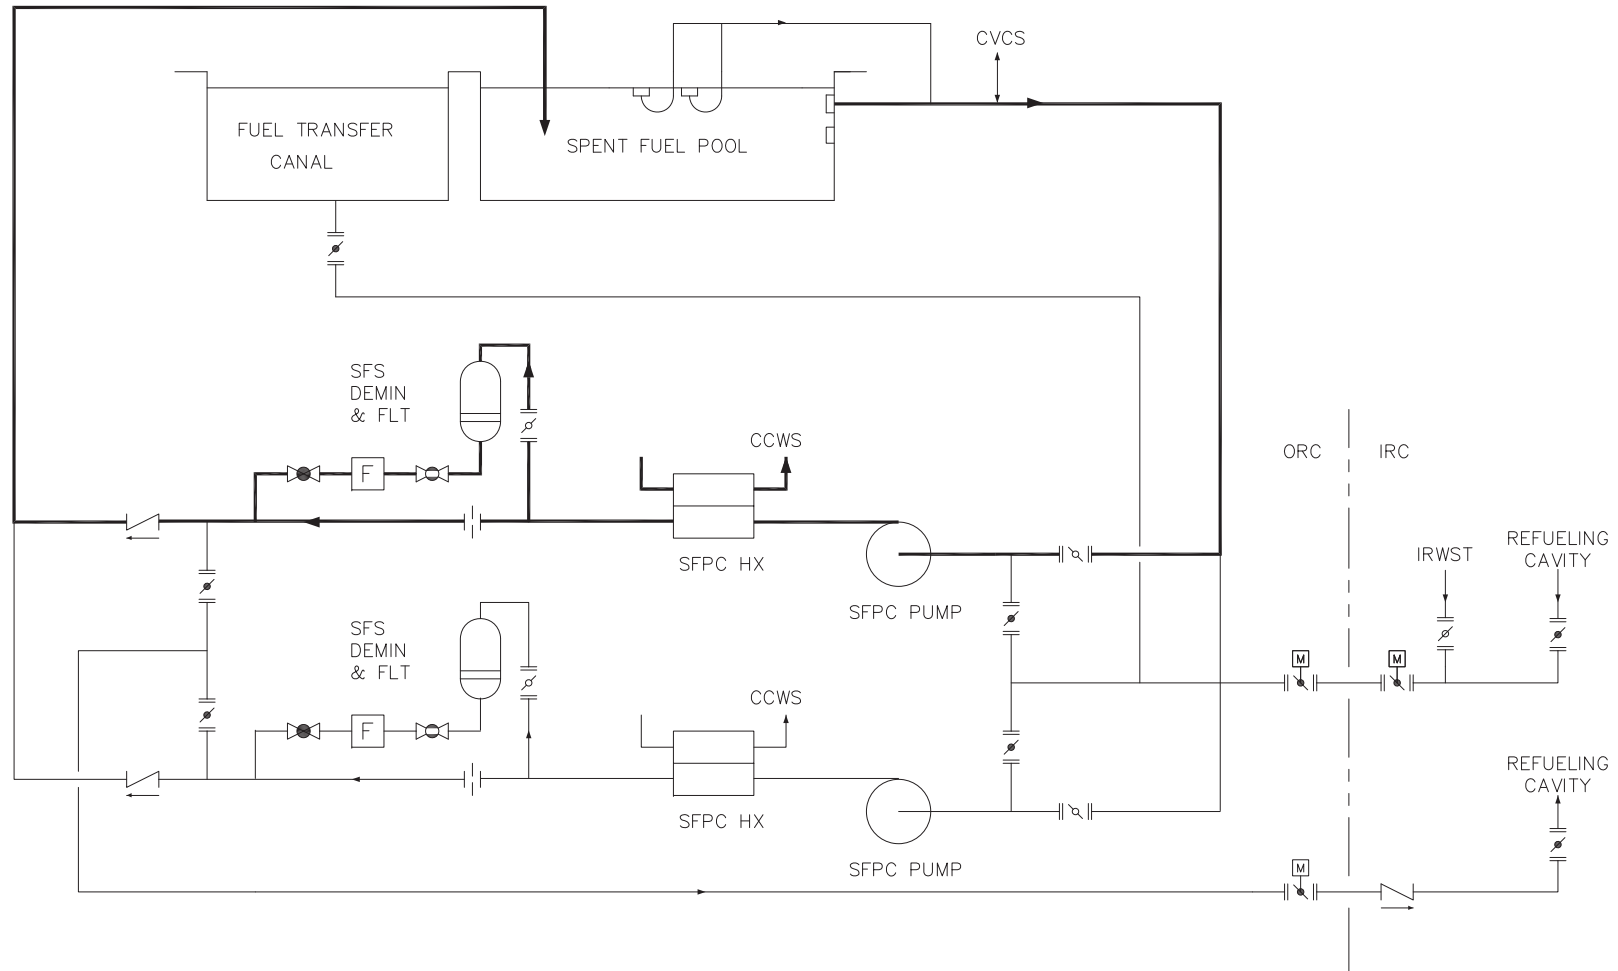 CVCS
FUEL TRANSFER
CANAL
SPENT FUEL POOL
SFS
DEMIN
& FLT
F
CCWS
SFPC HX
SFPC PUMP
ORC
IRC
IRWST
REFUELING
CAVITY
M
M
SFS
DEMIN
& FLT
F
CCWS
SFPC HX
SFPC PUMP
REFUELING
CAVITY
M